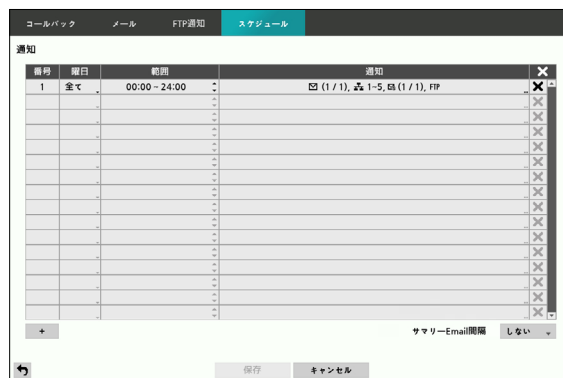 コールバック メール FTP通知 スケジュール
通知
番号 曜日 範囲 通知
1 全て 00:00 ~ 24:00 (1 / 1), 1~5, (1 / 1), FTP
+ サマリーEmail間隔 しない
保存 キャンセル